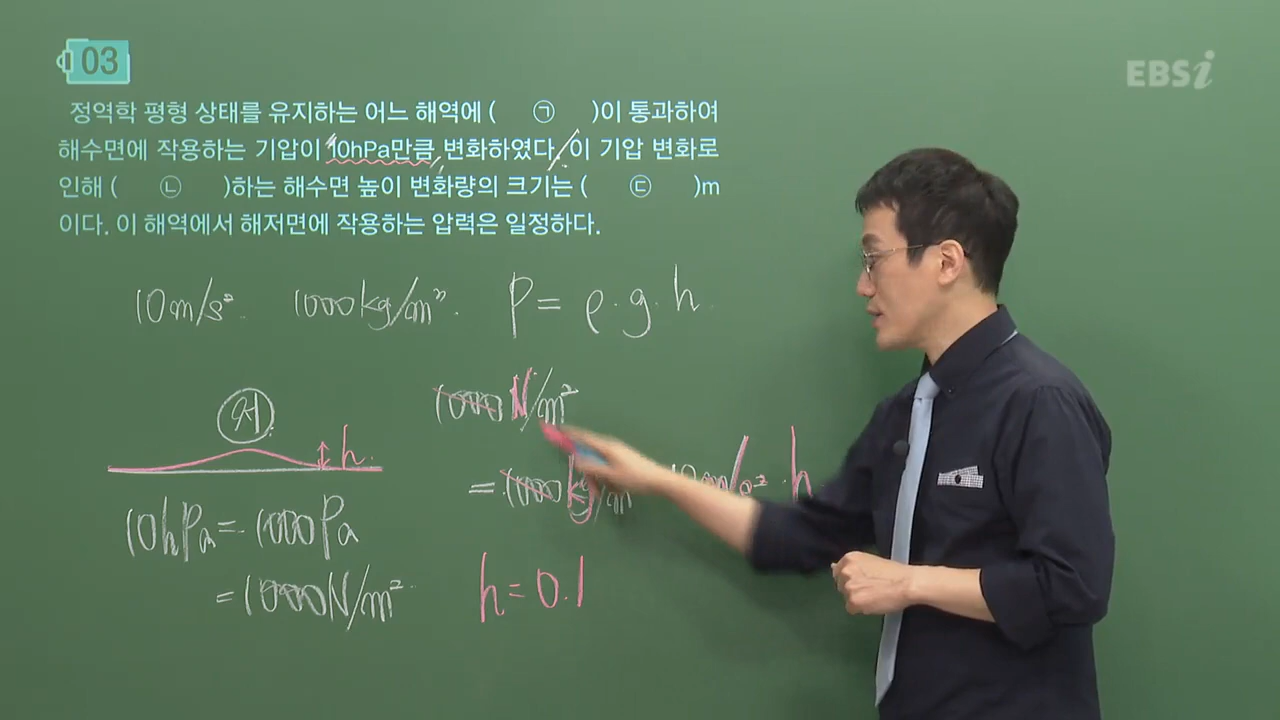 03
EBSi
정역학 평형 상태를 유지하는 어느 해역에 ( ㉠ )이 통과하여
해수면에 작용하는 기압이 10hPa만큼 변화하였다. 이 기압 변화로
인해 ( ㉡ )하는 해수면 높이 변화량의 크기는 ( ㉢ )m
이다. 이 해역에서 해저면에 작용하는 압력은 일정하다.
10m/s² 1000kg/m³. P = ρ·g·h
1000 N/m²
h
= 1000kg/m 10m/s² · h
10hPa = 1000Pa
= 1000N/m²
h = 0.1